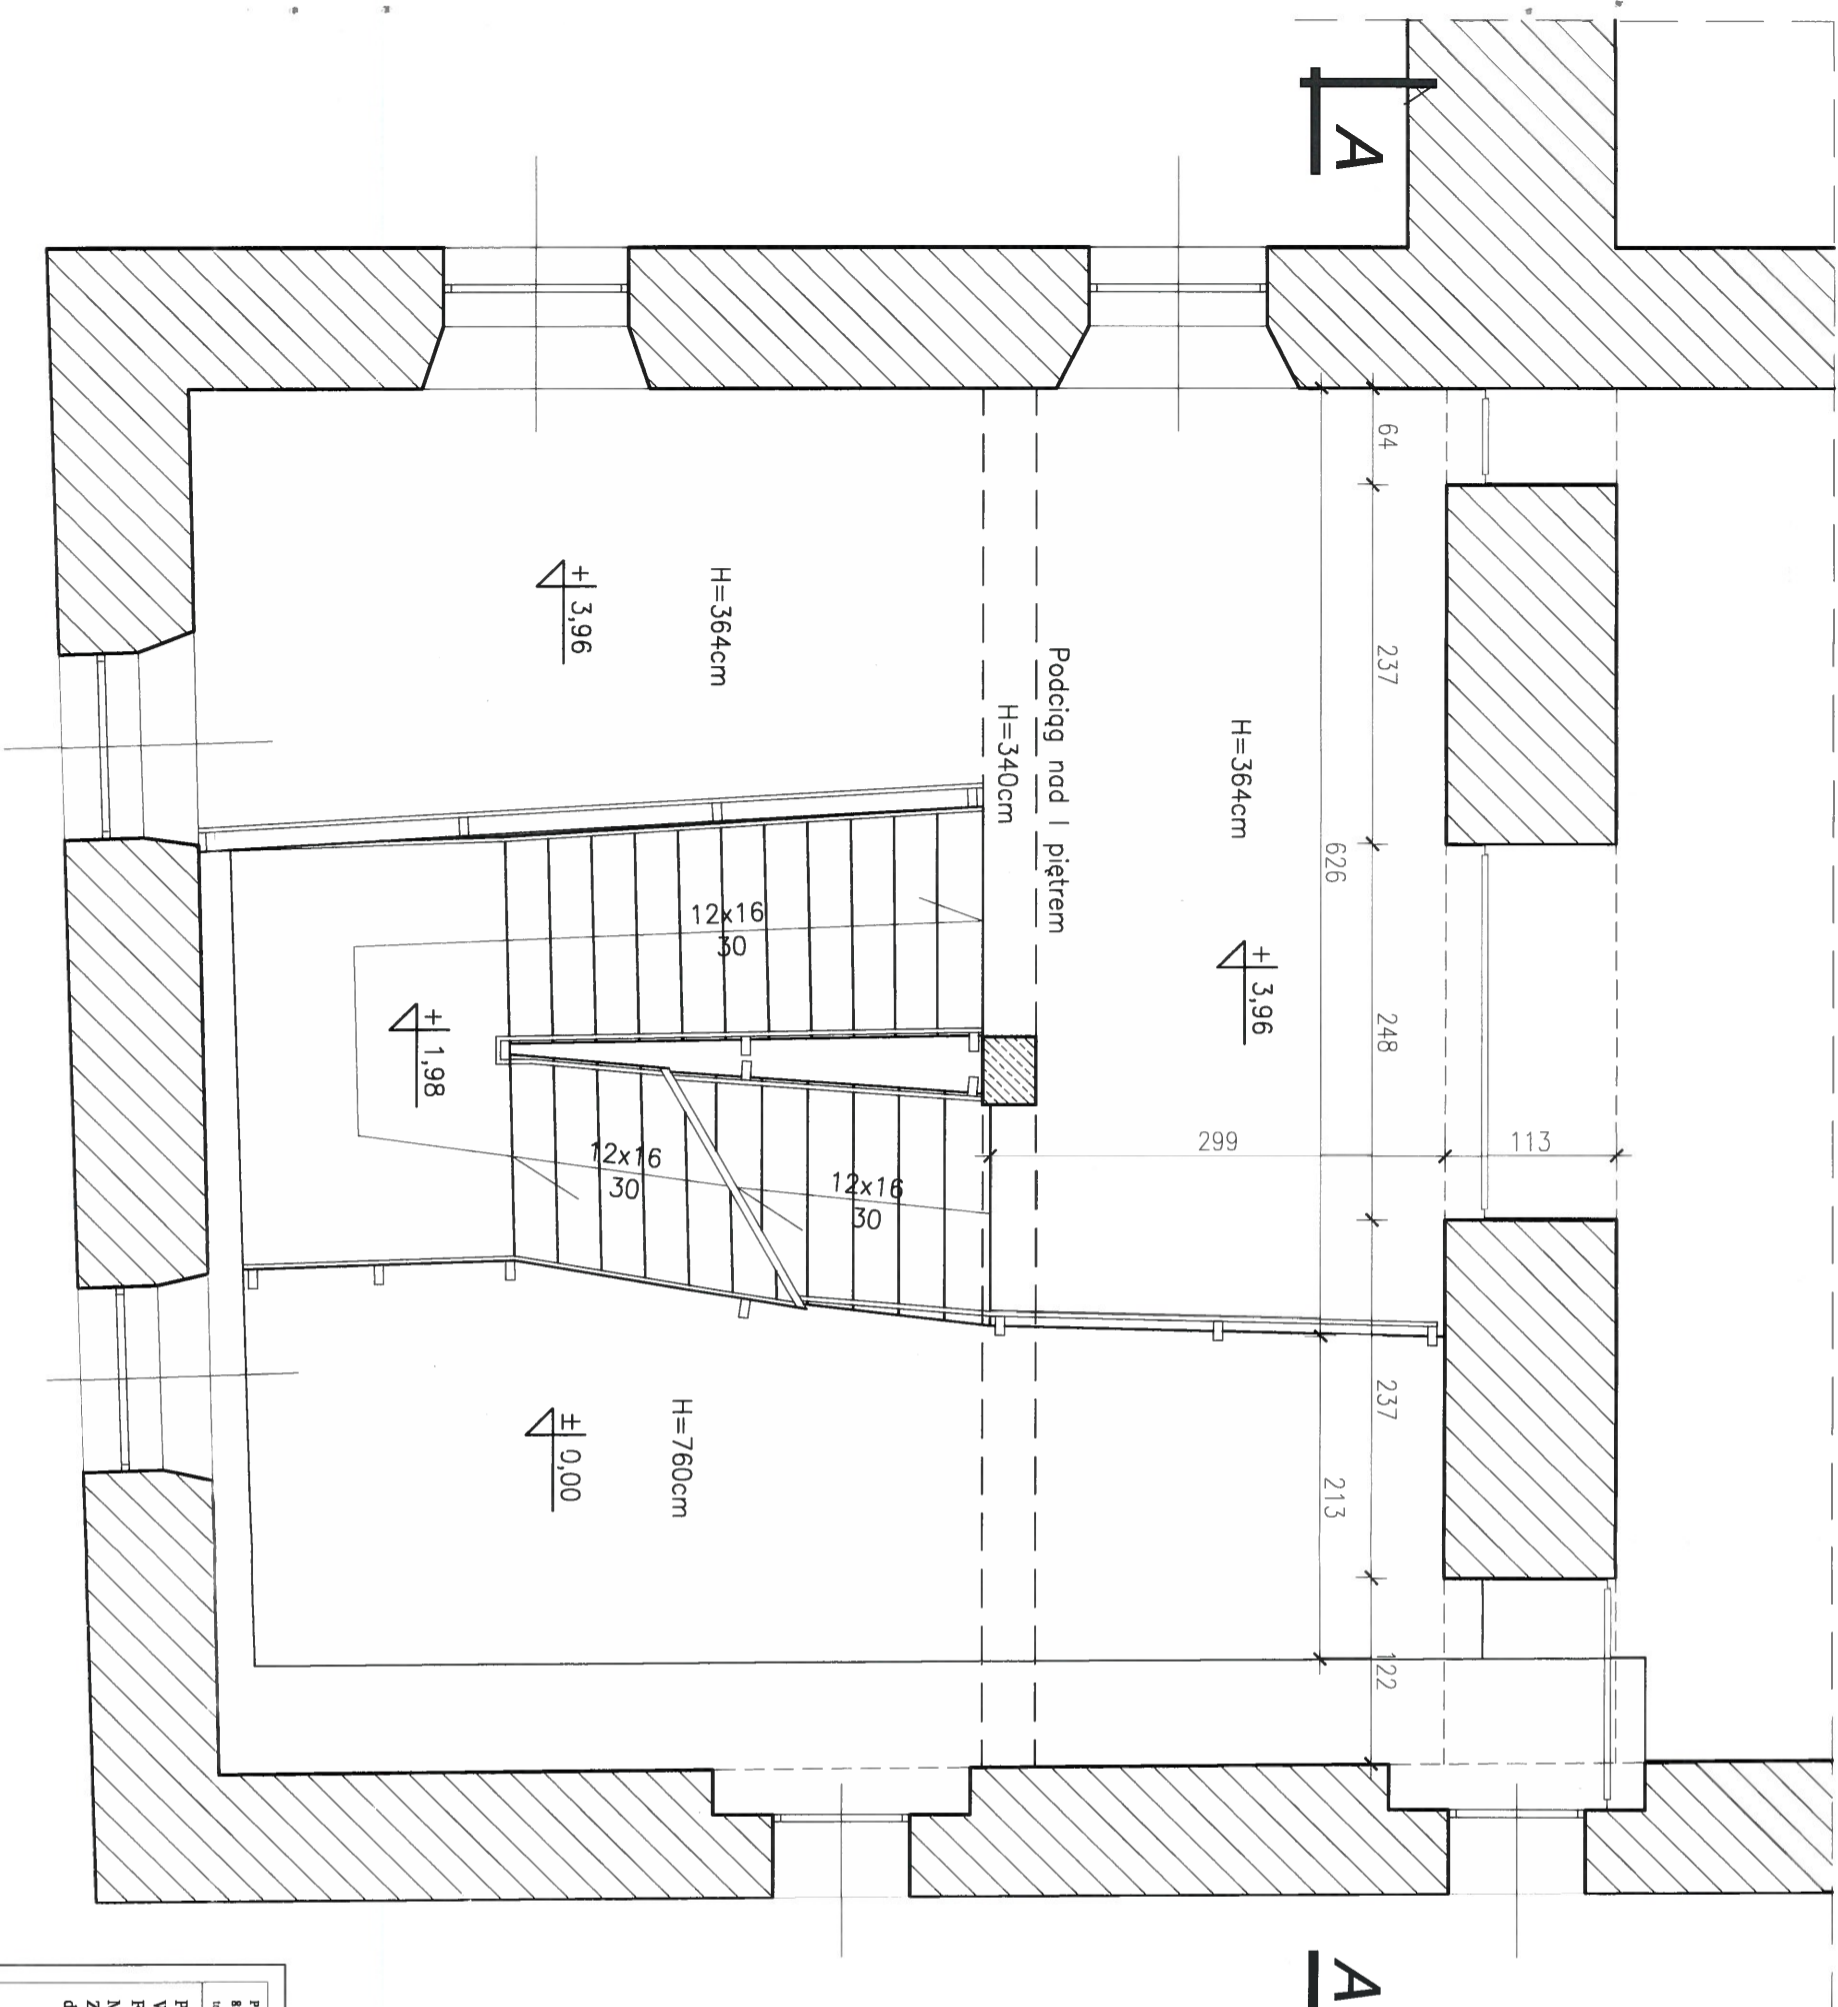 A
64
237
626
248
237
213
122
299
113
H=364cm
+ 3,96
Podciąg nad I piętrem
H=340cm
H=364cm
+ 3,96
12x16
30
12x16
30
12x16
30
+ 1,98
H=760cm
± 0,00
A